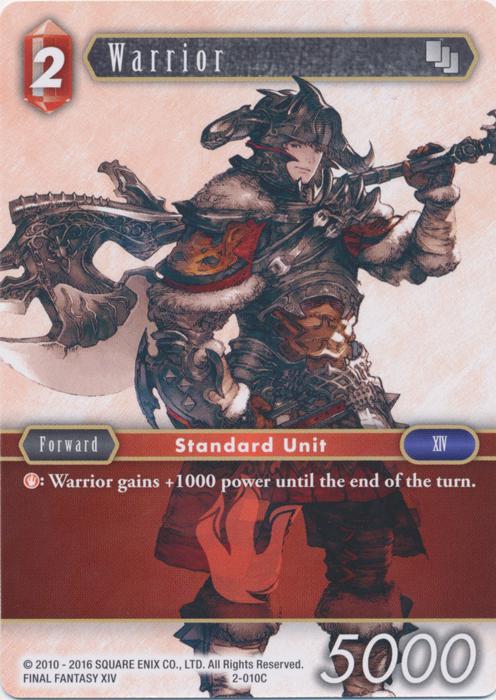 2
Warrior
Forward
Standard Unit
XIV
: Warrior gains +1000 power until the end of the turn.
© 2010 - 2016 SQUARE ENIX CO., LTD. All Rights Reserved.
FINAL FANTASY XIV
2-010C
5000